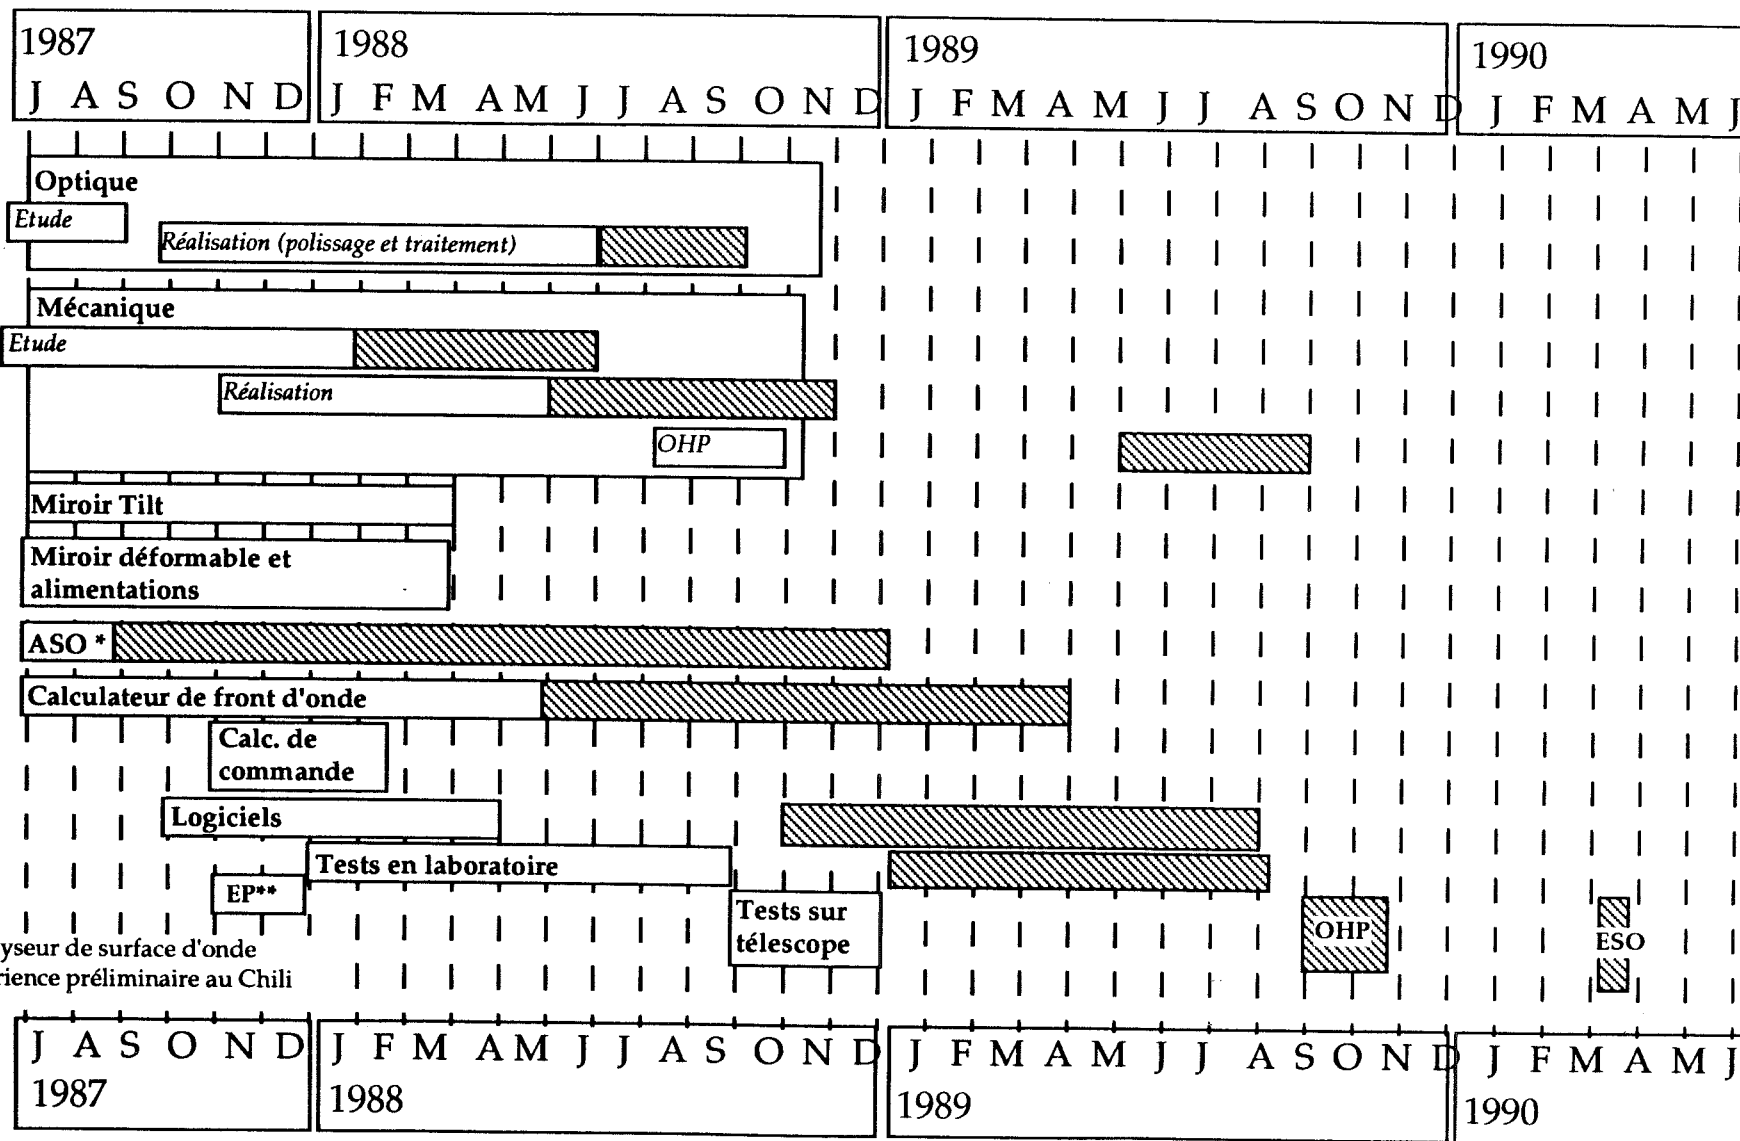 1987 1988 1989 1990
J A S O N D J F M A M J J A S O N D J F M A M J J A S O N D J F M A M J
Optique
Etude
Réalisation (polissage et traitement)
Mécanique
Etude
Réalisation
OHP
Miroir Tilt
Miroir déformable et
alimentations
ASO *
Calculateur de front d'onde
Calc. de
commande
Logiciels
Tests en laboratoire
EP**
Tests sur
télescope
OHP
ESO
yseur de surface d'onde
rience préliminaire au Chili
J A S O N D J F M A M J J A S O N D J F M A M J J A S O N D J F M A M J
1987 1988 1989 1990